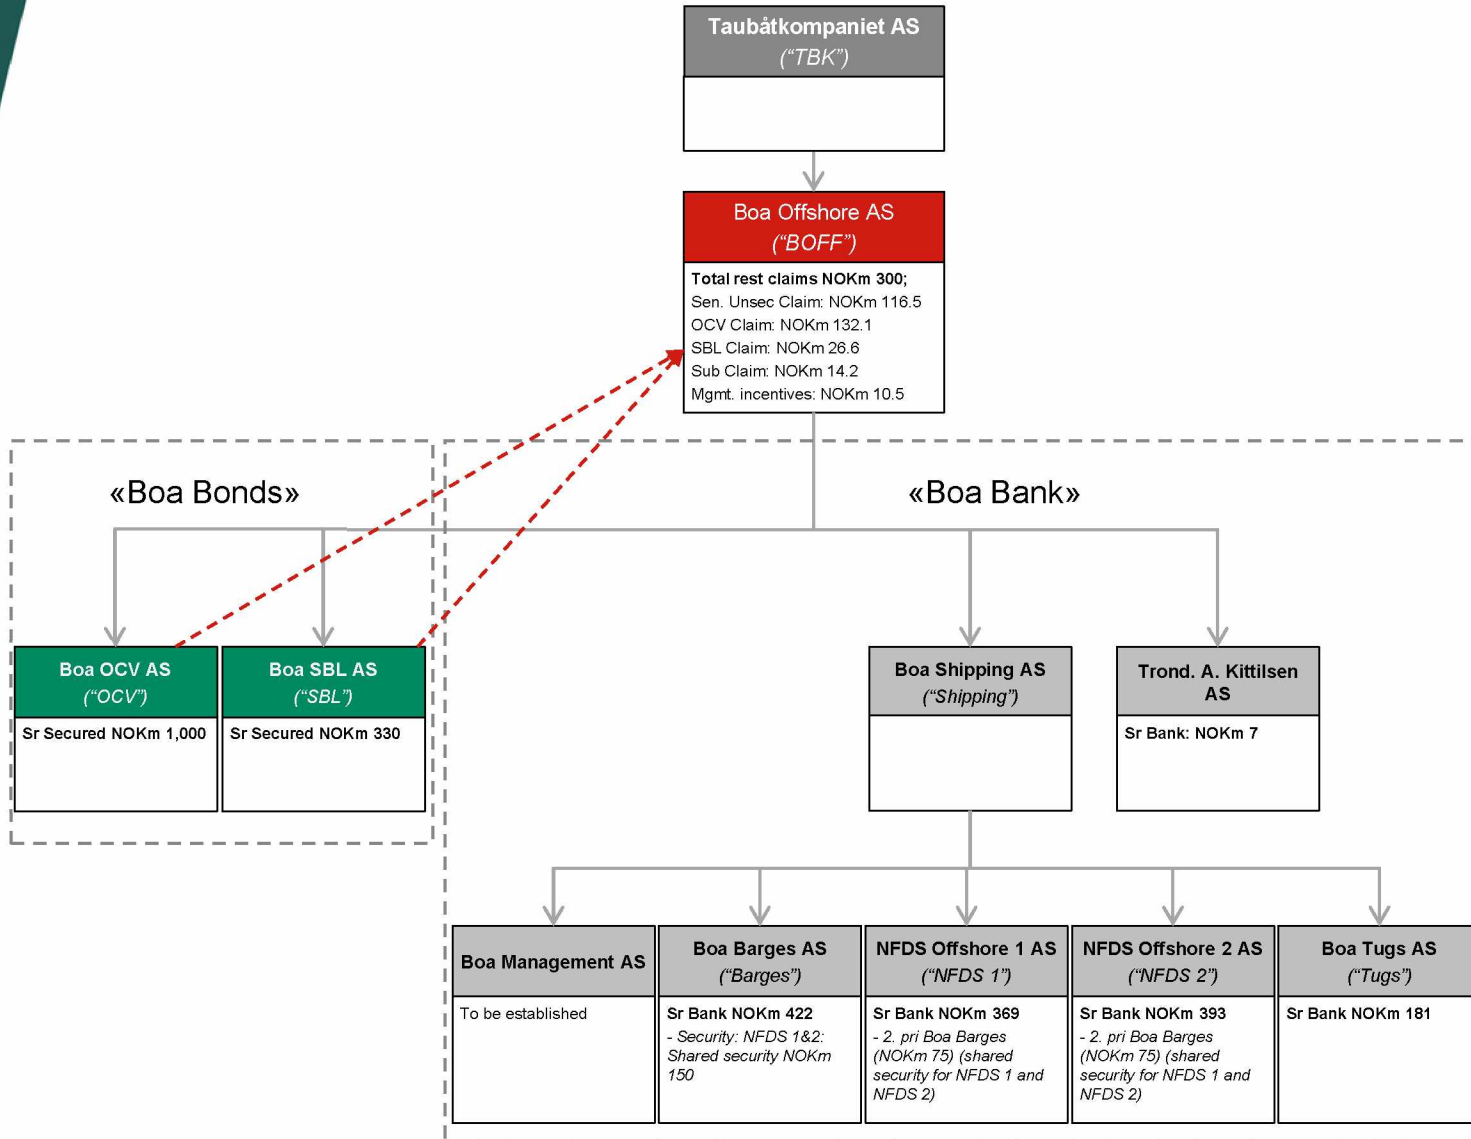 Taubåtkompaniet AS
(“TBK”)
Boa Offshore AS
(“BOFF”)
Total rest claims NOKm 300;
Sen. Unsec Claim: NOKm 116.5
OCV Claim: NOKm 132.1
SBL Claim: NOKm 26.6
Sub Claim: NOKm 14.2
Mgmt. incentives: NOKm 10.5
«Boa Bonds»
«Boa Bank»
Boa OCV AS
(“OCV”)
Sr Secured NOKm 1,000
Boa SBL AS
(“SBL”)
Sr Secured NOKm 330
Boa Shipping AS
(“Shipping”)
Trond. A. Kittilsen
AS
Sr Bank: NOKm 7
Boa Management AS
To be established
Boa Barges AS
(“Barges”)
Sr Bank NOKm 422
- Security: NFDS 1&2:
Shared security NOKm
150
NFDS Offshore 1 AS
(“NFDS 1”)
Sr Bank NOKm 369
- 2. pri Boa Barges
(NOKm 75) (shared
security for NFDS 1 and
NFDS 2)
NFDS Offshore 2 AS
(“NFDS 2”)
Sr Bank NOKm 393
- 2. pri Boa Barges
(NOKm 75) (shared
security for NFDS 1 and
NFDS 2)
Boa Tugs AS
(“Tugs”)
Sr Bank NOKm 181